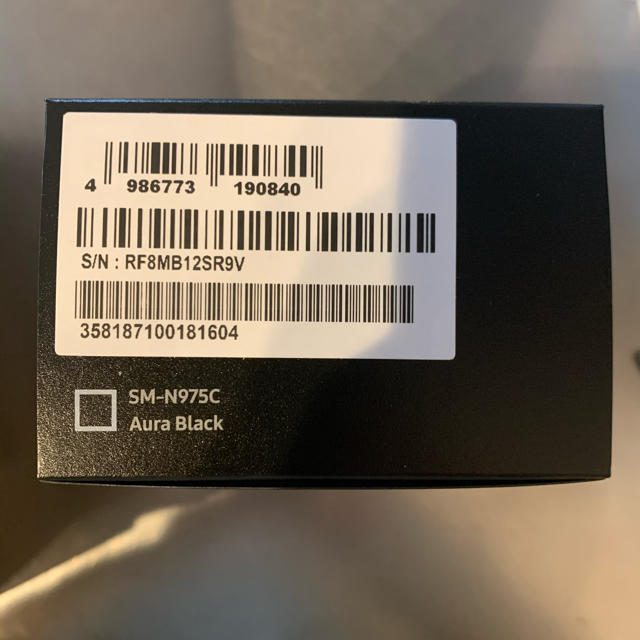 4 986773 190840
S/N : RF8MB12SR9V
358187100181604
SM-N975C
Aura Black